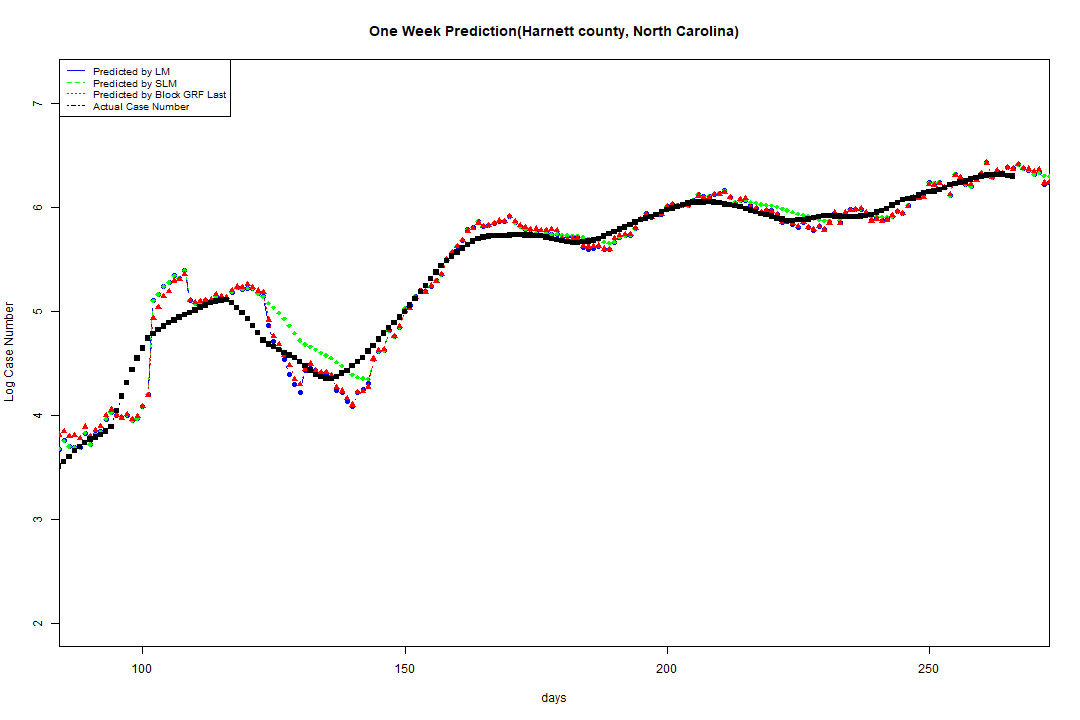 One Week Prediction(Harnett county, North Carolina)
Predicted by LM
Predicted by SLM
Predicted by Block GRF Last
Actual Case Number
7
6
5
4
3
2
Log Case Number
100
150
200
250
days